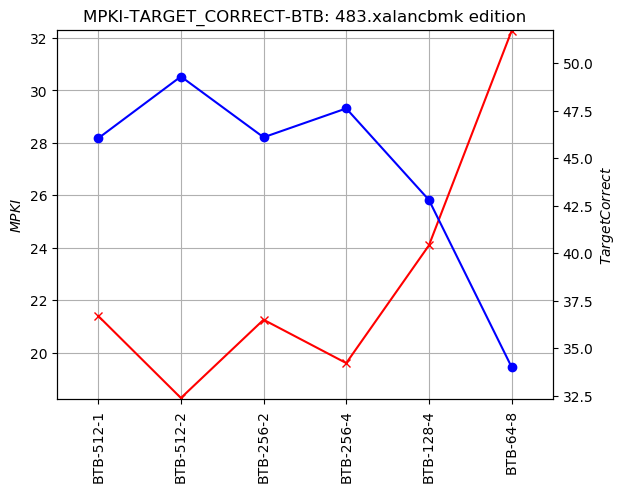 MPKI-TARGET_CORRECT-BTB: 483.xalancbmk edition
32
30
28
26
24
22
20
MPKI
50.0
47.5
45.0
42.5
40.0
37.5
35.0
32.5
TargetCorrect
BTB-512-1
BTB-512-2
BTB-256-2
BTB-256-4
BTB-128-4
BTB-64-8